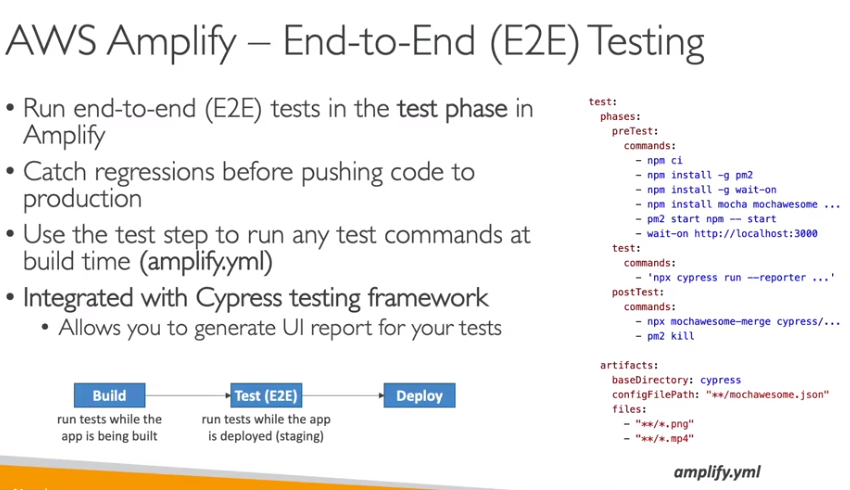 AWS Amplify – End-to-End (E2E) Testing
• Run end-to-end (E2E) tests in the test phase in
Amplify
• Catch regressions before pushing code to
production
• Use the test step to run any test commands at
build time (amplify.yml)
• Integrated with Cypress testing framework
• Allows you to generate UI report for your tests
Build
Test (E2E)
Deploy
run tests while the
app is being built
run tests while the app
is deployed (staging)
test:
  phases:
    preTest:
      commands:
        - npm ci
        - npm install -g pm2
        - npm install -g wait-on
        - npm install mocha mochawesome ...
        - pm2 start npm -- start
        - wait-on http://localhost:3000
    test:
      commands:
        - 'npx cypress run --reporter ...'
    postTest:
      commands:
        - npx mochawesome-merge cypress/...
        - pm2 kill
  artifacts:
    baseDirectory: cypress
    configFilePath: "**/mochawesome.json"
    files:
      - "**/*.png"
      - "**/*.mp4"
amplify.yml